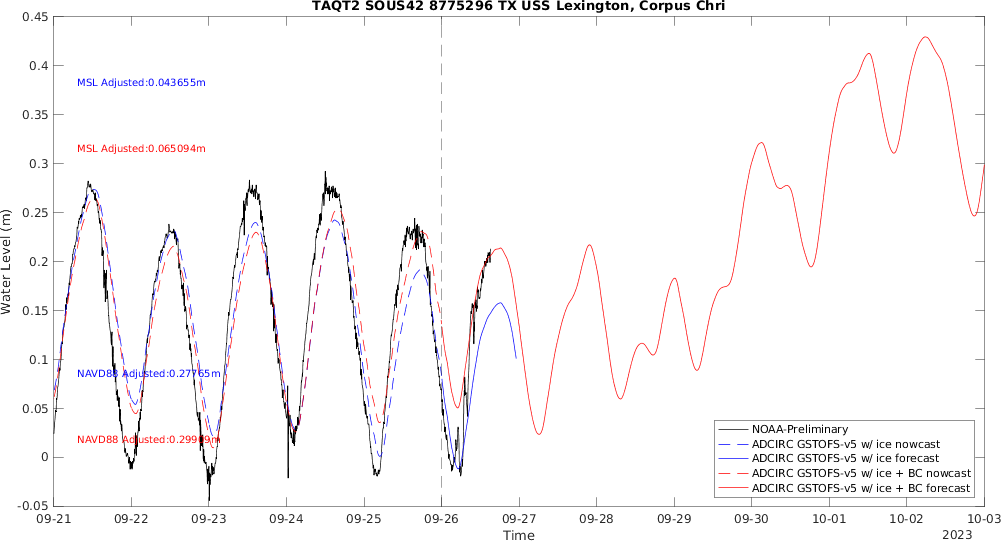 TAQT2 SOUS42 8775296 TX USS Lexington, Corpus Chri
0.45
0.4
0.35
0.3
0.25
0.2
0.15
0.1
0.05
0
-0.05
Water Level (m)
MSL Adjusted:0.043655m
MSL Adjusted:0.065094m
NAVD88 Adjusted:0.27765m
NAVD88 Adjusted:0.29909m
NOAA-Preliminary
ADCIRC GSTOFS-v5 w/ ice nowcast
ADCIRC GSTOFS-v5 w/ ice forecast
ADCIRC GSTOFS-v5 w/ ice + BC nowcast
ADCIRC GSTOFS-v5 w/ ice + BC forecast
09-21 09-22 09-23 09-24 09-25 09-26 09-27 09-28 09-29 09-30 10-01 10-02 10-03
Time
2023